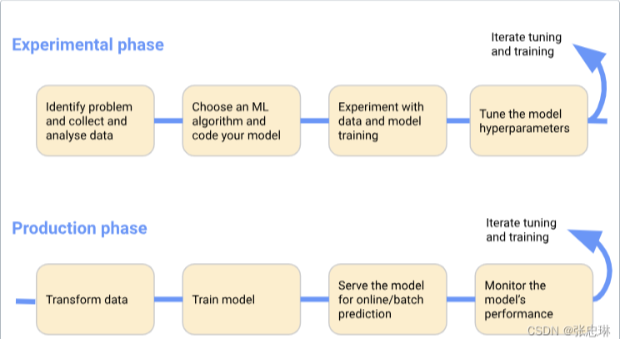 Experimental phase
Iterate tuning
and training
Identify problem
and collect and
analyse data
Choose an ML
algorithm and
code your model
Experiment with
data and model
training
Tune the model
hyperparameters
Production phase
Iterate tuning
and training
Transform data
Train model
Serve the model
for online/batch
prediction
Monitor the
model's
performance
CSDN @张忠琳